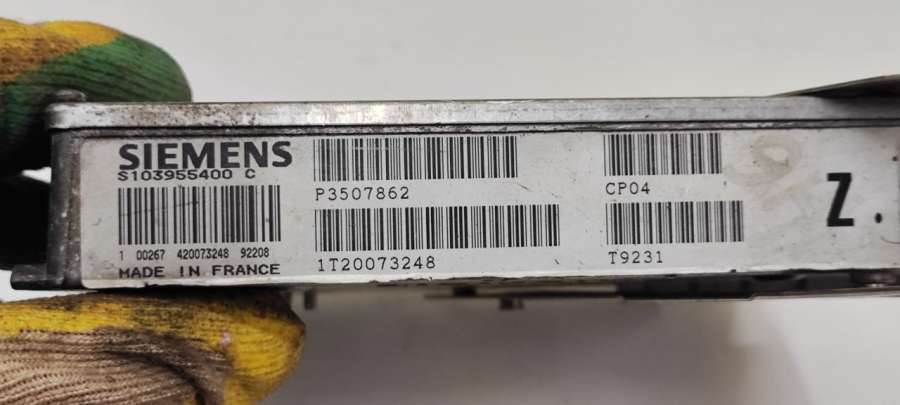 SIEMENS
S103955400 C
1 00267 420073248 92208
MADE IN FRANCE
P3507862
1T20073248
CP04
T9231
Z.